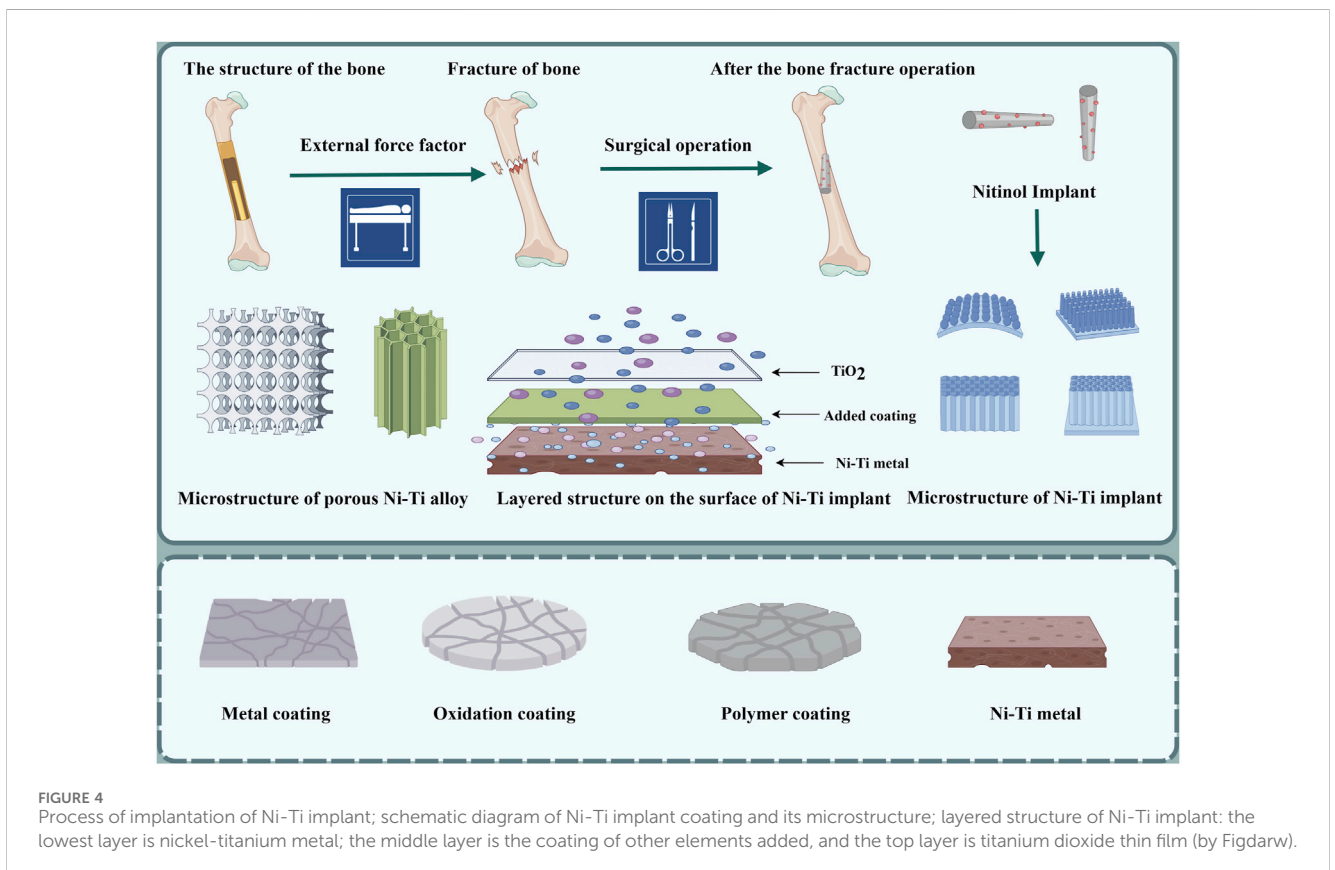 The structure of the bone
Fracture of bone
After the bone fracture operation
External force factor
Surgical operation
Nitinol Implant
TiO2
Added coating
Ni-Ti metal
Microstructure of porous Ni-Ti alloy
Layered structure on the surface of Ni-Ti implant
Microstructure of Ni-Ti implant
Metal coating
Oxidation coating
Polymer coating
Ni-Ti metal
FIGURE 4
Process of implantation of Ni-Ti implant; schematic diagram of Ni-Ti implant coating and its microstructure; layered structure of Ni-Ti implant: the
lowest layer is nickel-titanium metal; the middle layer is the coating of other elements added, and the top layer is titanium dioxide thin film (by Figdarw).